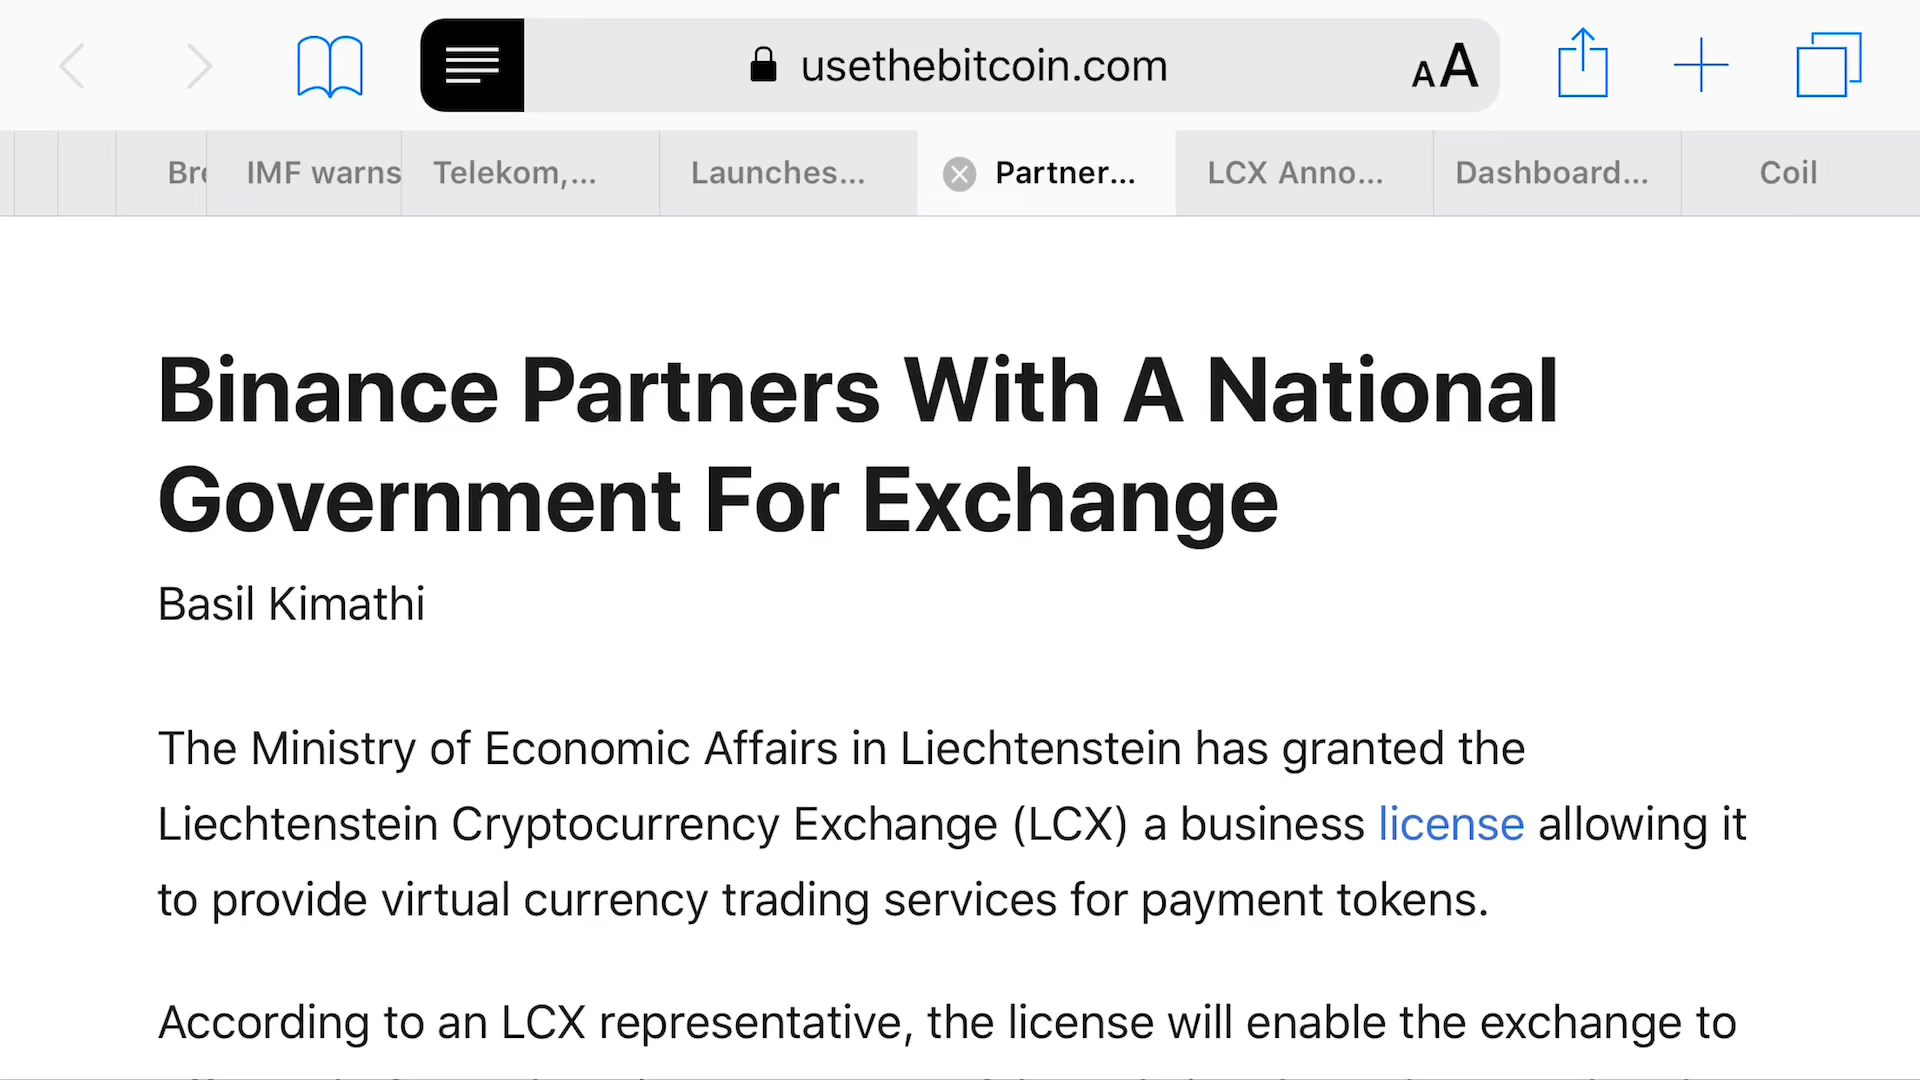 usethebitcoin.com AA
IMF warns Telekom,... Launches... Partner... LCX Anno... Dashboard... Coil
Binance Partners With A National
Government For Exchange
Basil Kimathi
The Ministry of Economic Affairs in Liechtenstein has granted the
Liechtenstein Cryptocurrency Exchange (LCX) a business license allowing it
to provide virtual currency trading services for payment tokens.
According to an LCX representative, the license will enable the exchange to